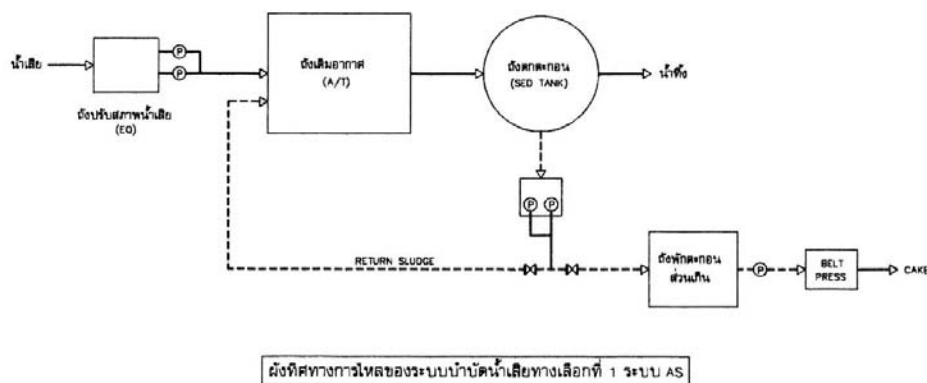 น้ำเสีย
P
P
ถังปรับสภาพน้ำเสีย
(EQ)
ถังเติมอากาศ
(A/T)
ถังตกตะกอน
(SED TANK)
น้ำทิ้ง
P P
RETURN SLUDGE
ถังพักตะกอน
ส่วนเกิน
P
BELT
PRESS
CAKE
ผังทิศทางการไหลของระบบบำบัดน้ำเสียทางเลือกที่ 1 ระบบ AS